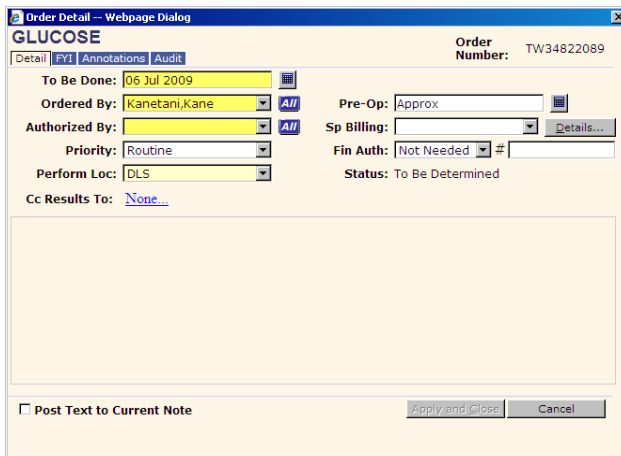 Order Detail -- Webpage Dialog
GLUCOSE
Order Number: TW34822089
Detail FYI Annotations Audit
To Be Done: 06 Jul 2009
Ordered By: Kanetani,Kane All Pre-Op: Approx
Authorized By: All Sp Billing: Details...
Priority: Routine Fin Auth: Not Needed #
Perform Loc: DLS Status: To Be Determined
Cc Results To: None...
Post Text to Current Note Apply and Close Cancel